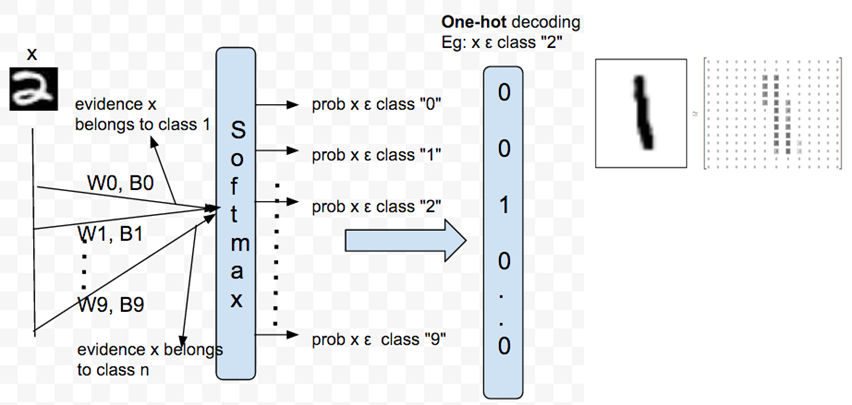 One-hot decoding
Eg: x ε class "2"
x
evidence x
belongs to class 1
W0, B0
W1, B1
W9, B9
evidence x belongs
to class n
Softmax
prob x ε class "0"
prob x ε class "1"
prob x ε class "2"
prob x ε class "9"
0
0
1
0
.
.
0